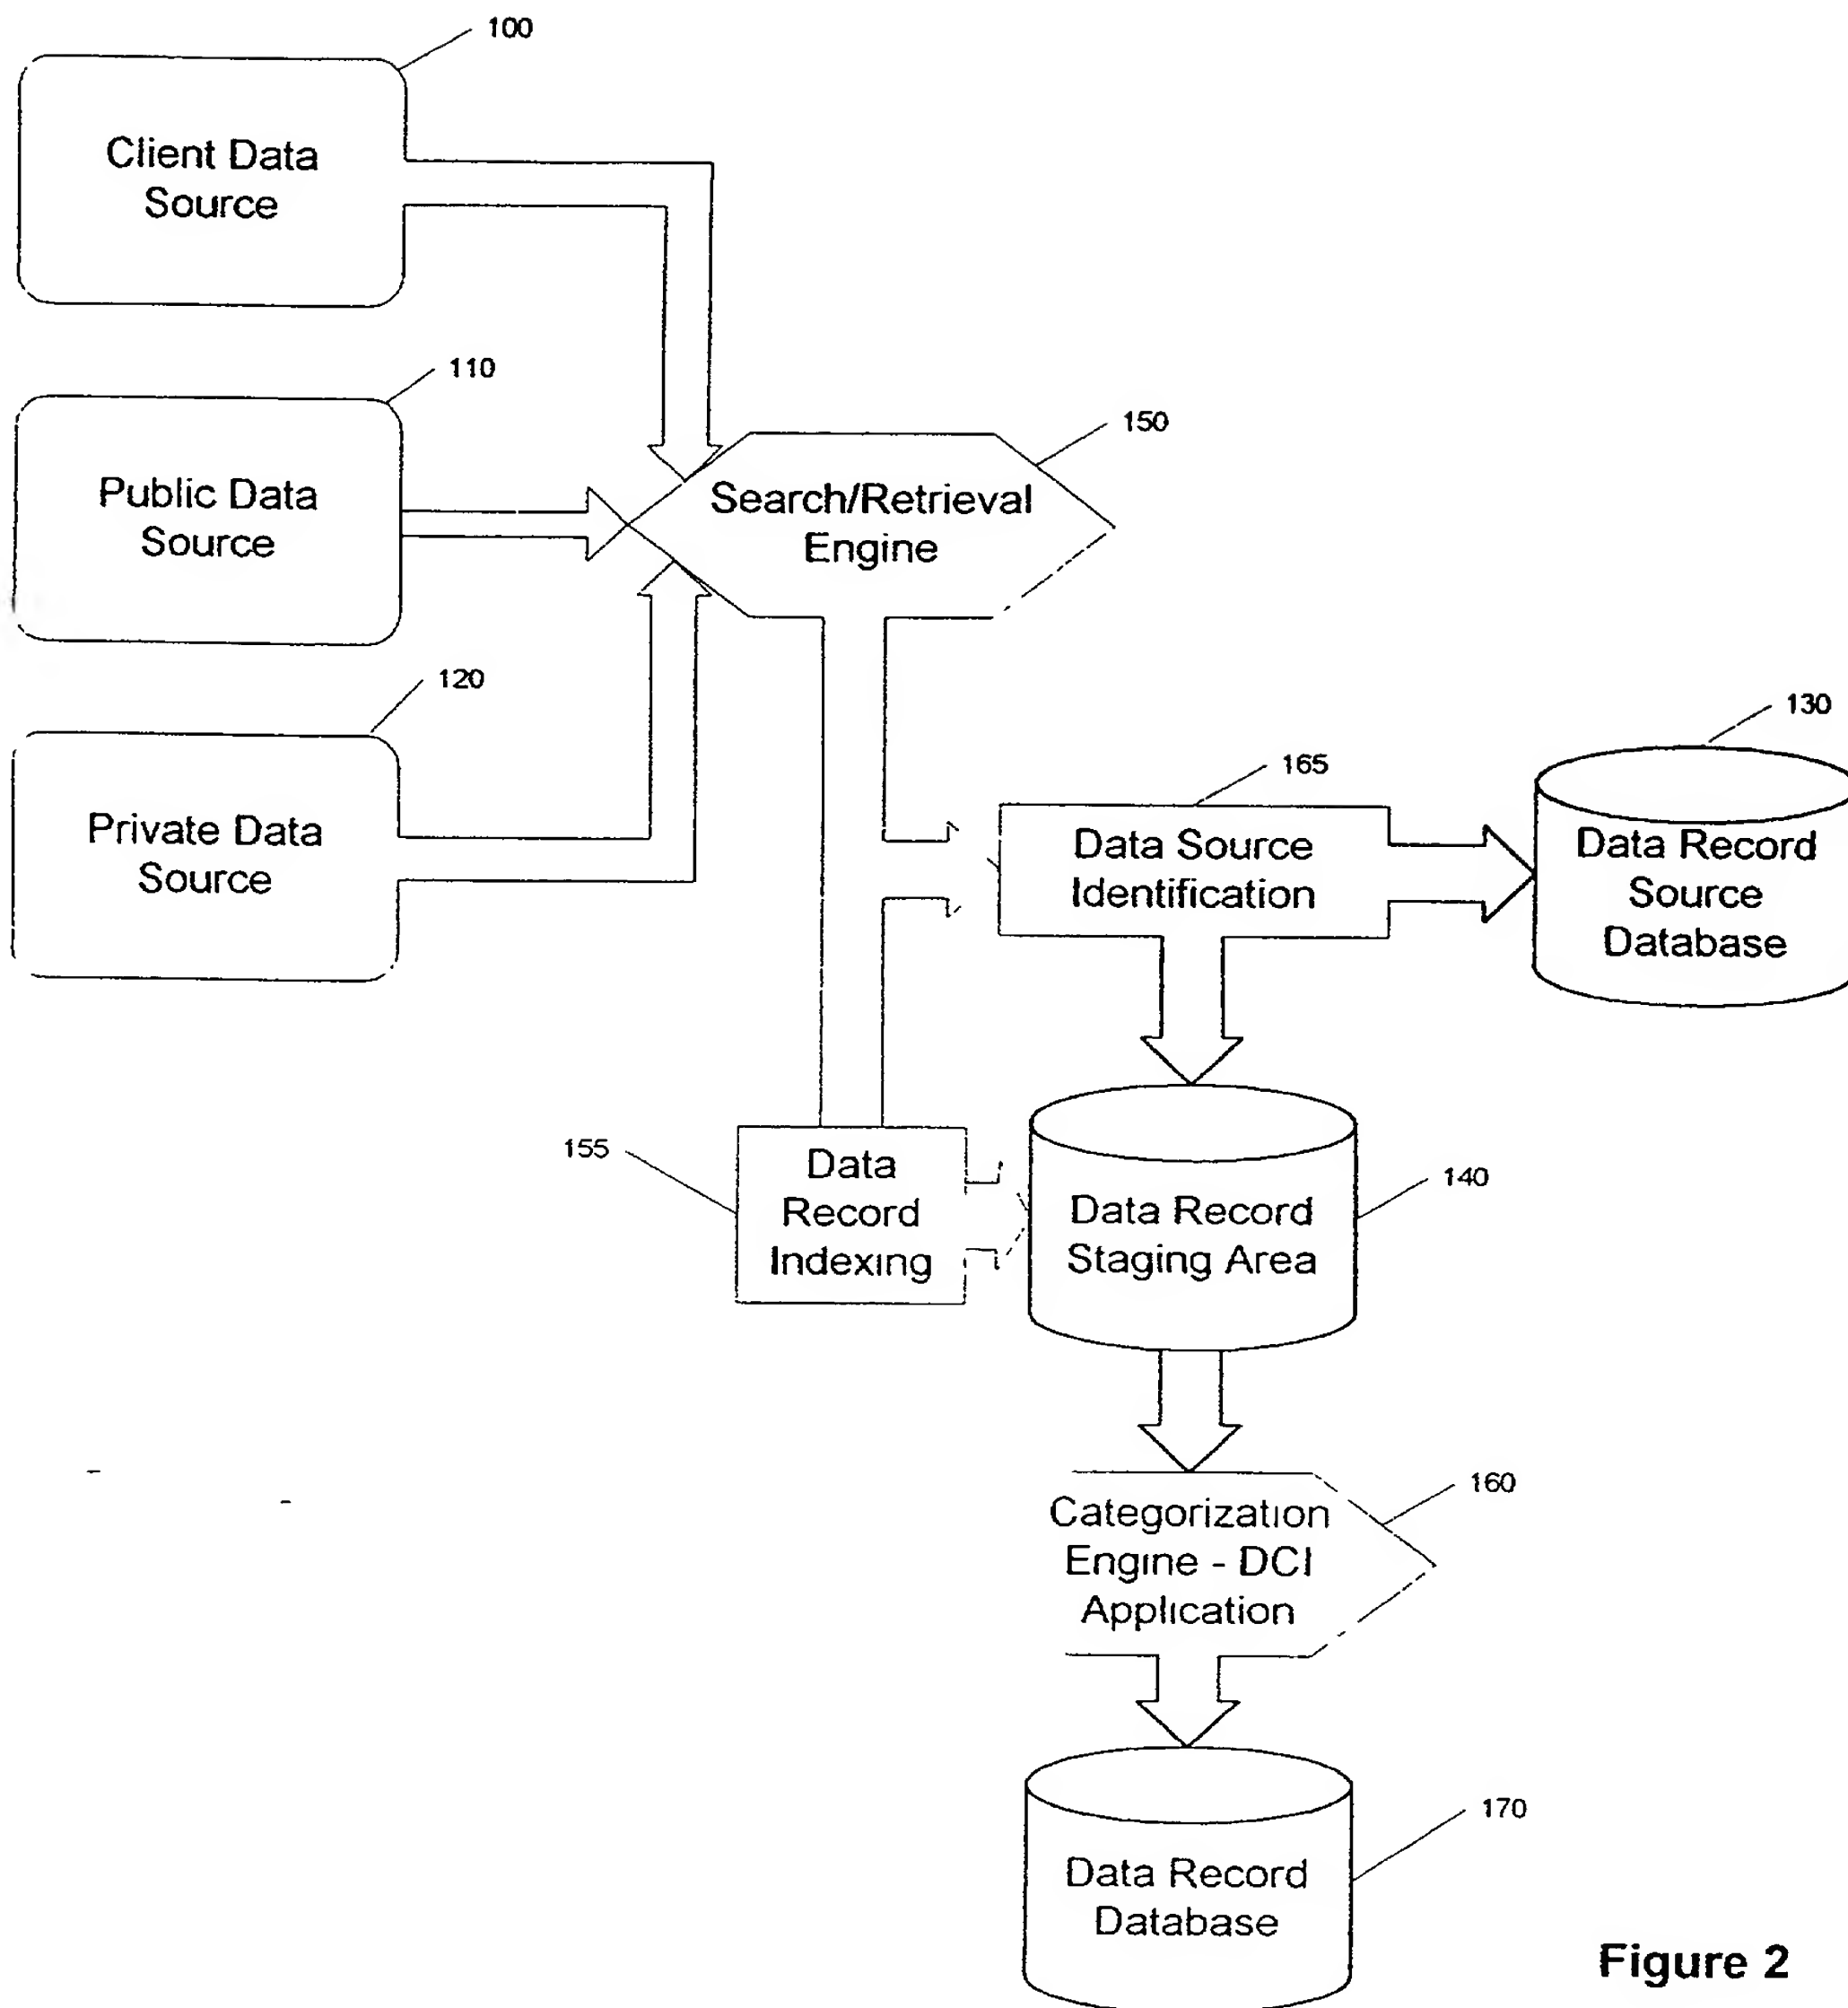 100
Client Data
Source
110
Public Data
Source
150
Search/Retrieval
Engine
120
Private Data
Source
130
165
Data Source
Identification
Data Record
Source
Database
155
Data
Record
Indexing
140
Data Record
Staging Area
160
Categorization
Engine - DCI
Application
170
Data Record
Database
Figure 2